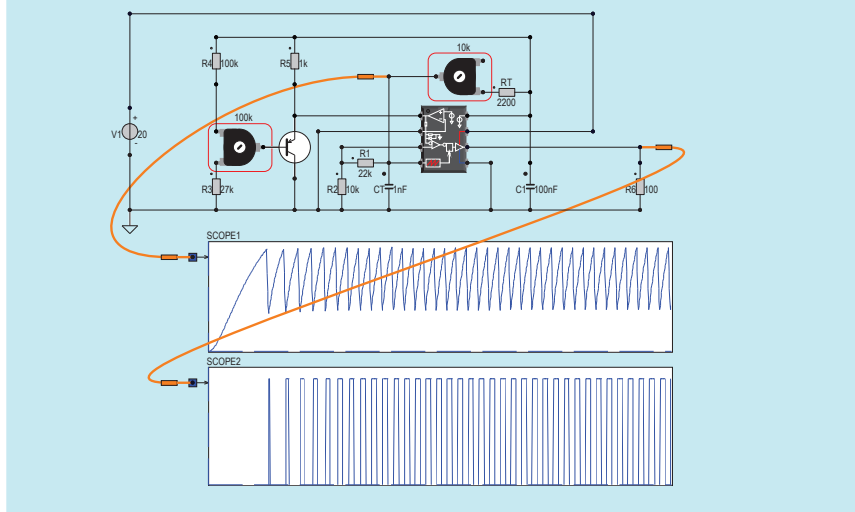 10k
R4 100k
R5 1k
RT
2200
100k
V1 20
+
-
R1
22k
R3 27k
R2 10k
CT 1nF
C1 100nF
R6 100
SCOPE1
SCOPE2